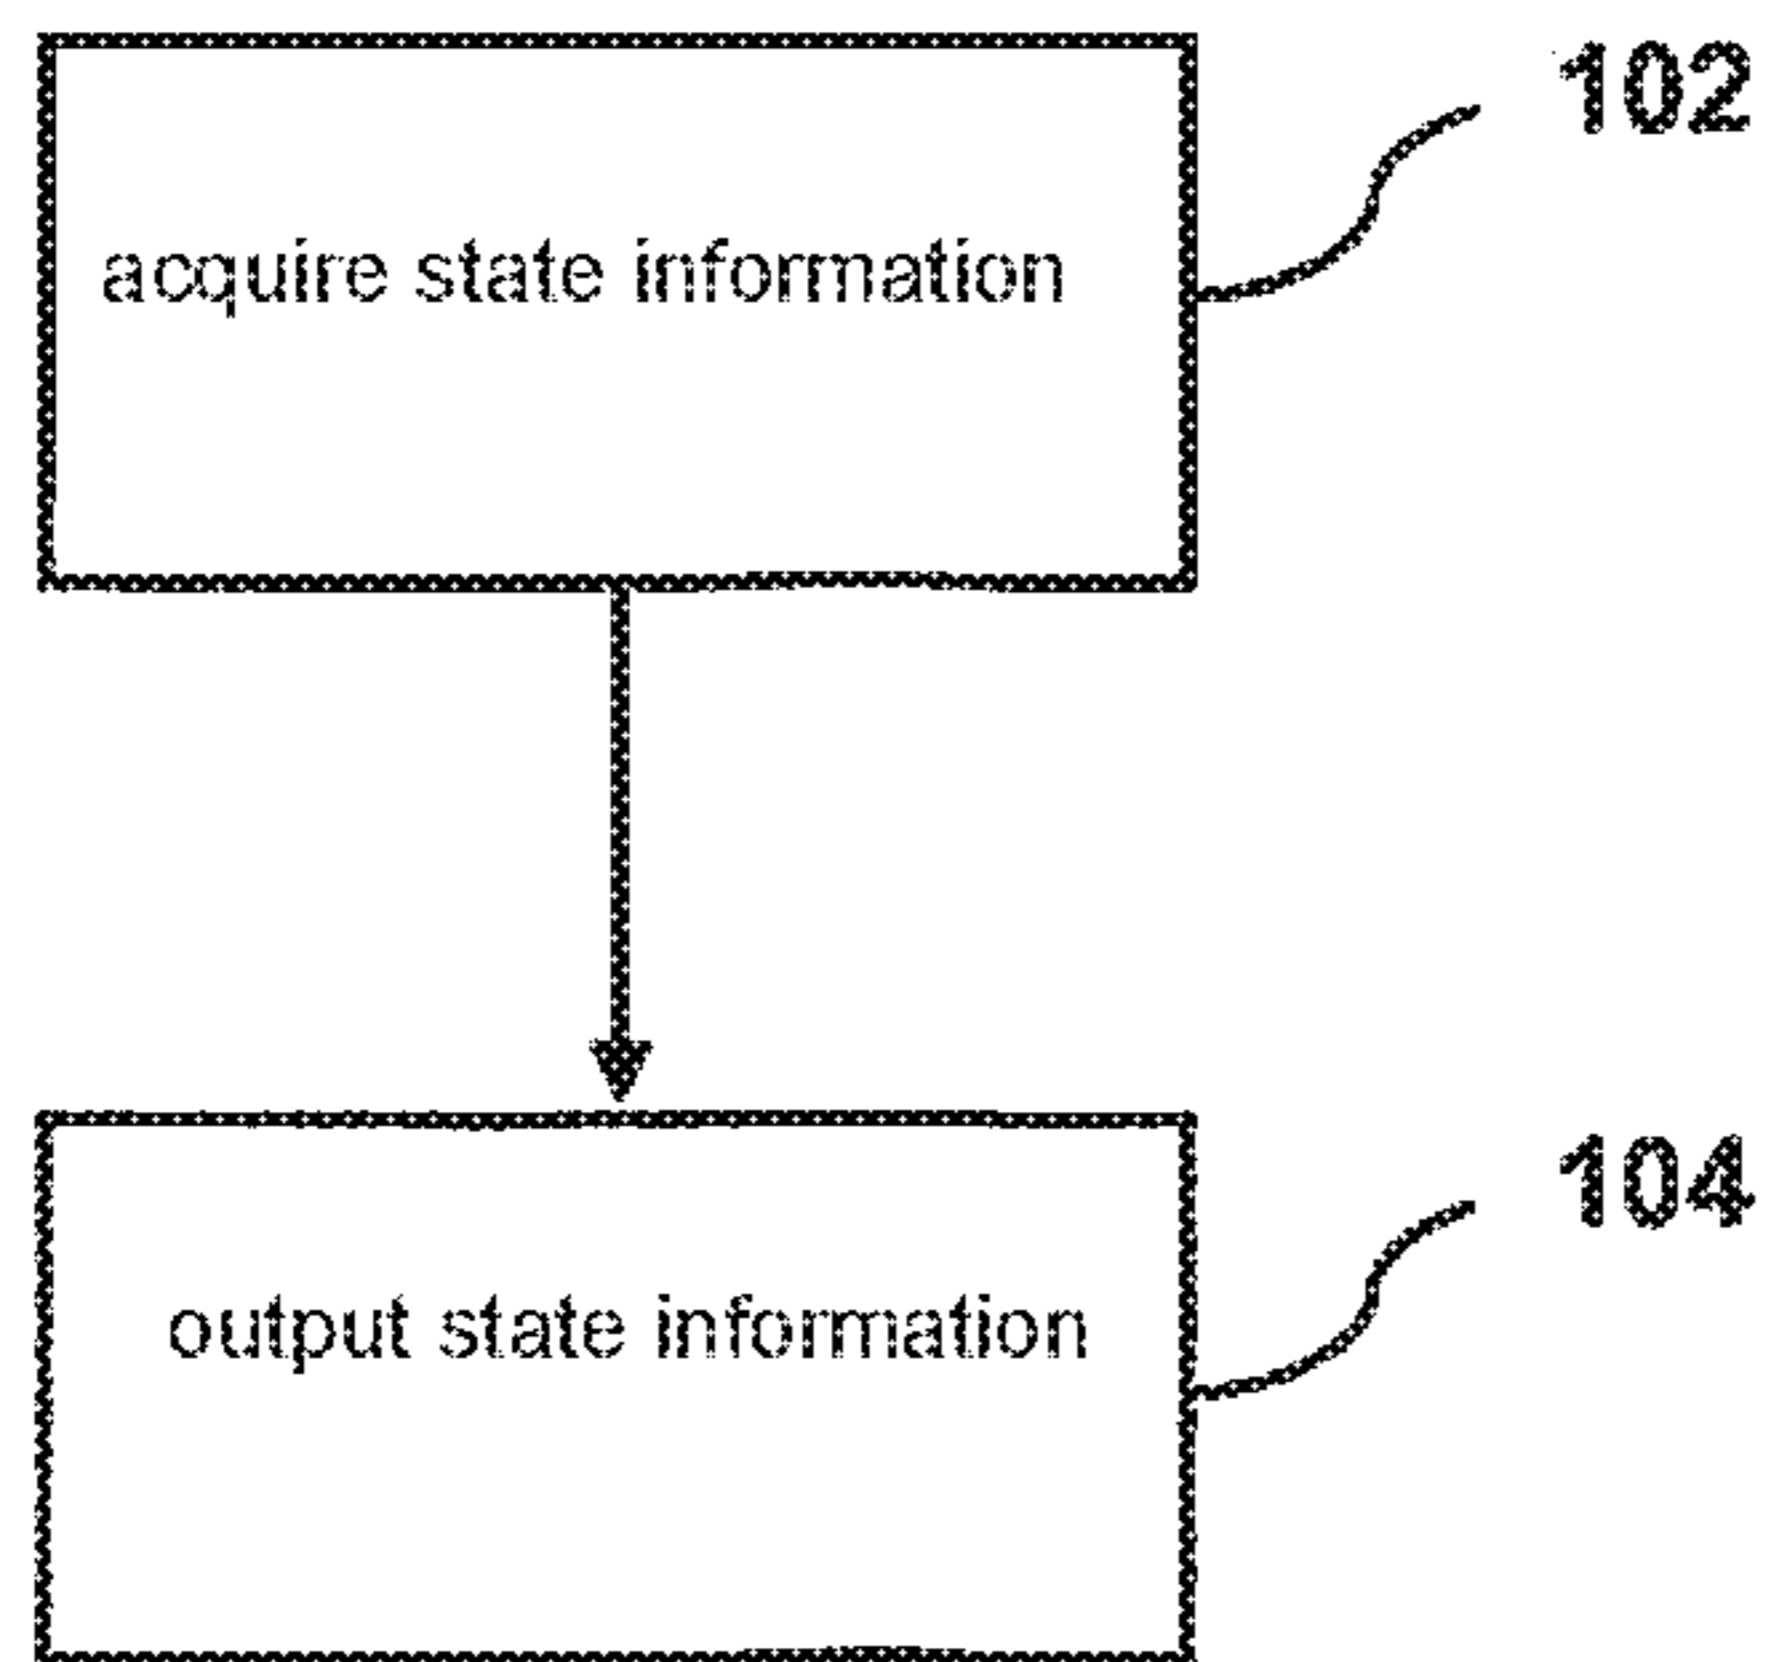 102
acquire state information
104
output state information